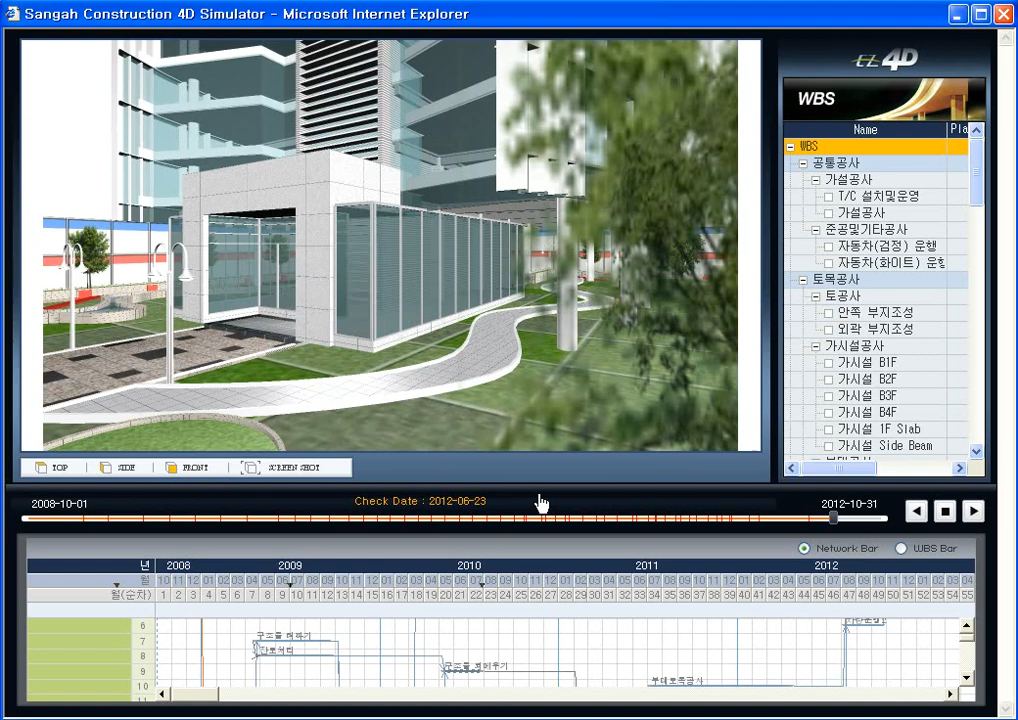 Sangah Construction 4D Simulator - Microsoft Internet Explorer
ez4D
WBS
Name Pla
WBS
공통공사
가설공사
T/C 설치및운영
가설공사
준공및기타공사
자동차(검정) 운행
자동차(화이트) 운행
토목공사
토공사
안쪽 부지조성
외곽 부지조성
가시설공사
가시설 B1F
가시설 B2F
가시설 B3F
가시설 B4F
가시설 1F Slab
가시설 Side Beam
TOP SIDE FRONT SCREEN SHOT
2008-10-01 Check Date : 2012-06-23 2012-10-31
Network Bar WBS Bar
년 2008 2009 2010 2011 2012
월 10 11 12 01 02 03 04 05 06 07 08 09 10 11 12 01 02 03 04 05 06 07 08 09 10 11 12 01 02 03 04 05 06 07 08 09 10 11 12 01 02 03 04 05 06 07 08 09 10 11 12 01 02 03 04
월(순차) 1 2 3 4 5 6 7 8 9 10 11 12 13 14 15 16 17 18 19 20 21 22 23 24 25 26 27 28 29 30 31 32 33 34 35 36 37 38 39 40 41 42 43 44 45 46 47 48 49 50 51 52 53 54 55
6
7 구조물
8 잔토처리
9 구조물 되메우기
10 부대토목공사
11